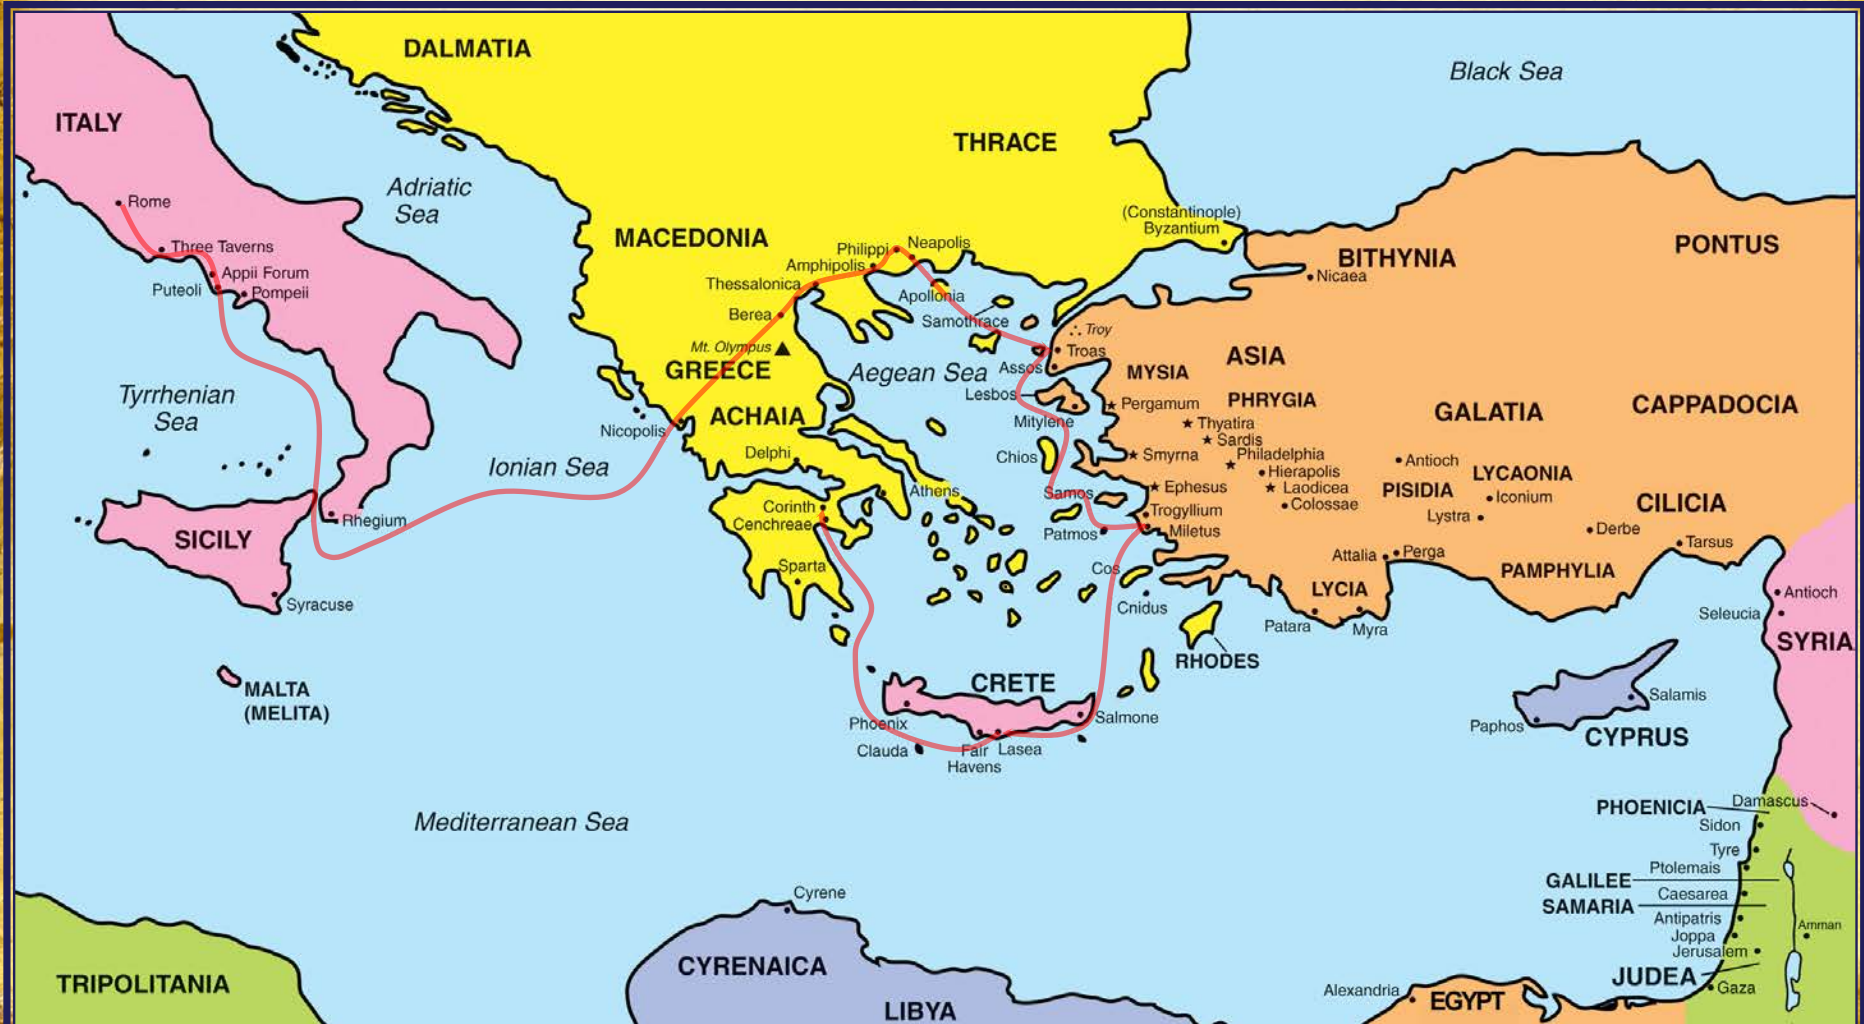 DALMATIA
Black Sea
ITALY
THRACE
Adriatic
Sea
Rome
(Constantinople)
Byzantium
MACEDONIA
Three Taverns
Philippi
Neapolis
BITHYNIA
PONTUS
Amphipolis
Appii Forum
Nicaea
Thessalonica
Puteoli
Pompeii
Apollonia
Berea
Samothrace
Troy
Mt. Olympus
Troas
ASIA
GREECE
Aegean Sea
Assos
MYSIA
Tyrrhenian
Sea
Lesbos
Pergamum
PHRYGIA
GALATIA
CAPPADOCIA
ACHAIA
Mitylene
Thyatira
Nicopolis
Sardis
Delphi
Chios
Smyrna
Philadelphia
Antioch
Ionian Sea
Hierapolis
LYCAONIA
Athens
Samos
Ephesus
Laodicea
PISIDIA
Iconium
Corinth
Colossae
CILICIA
Cenchreae
Trogyllium
Lystra
Rhegium
Patmos
Miletus
Derbe
SICILY
Attalia
Perga
Tarsus
Sparta
Cos
PAMPHYLIA
LYCIA
Antioch
Syracuse
Cnidus
Seleucia
Patara
Myra
SYRIA
RHODES
CRETE
MALTA
(MELITA)
Salamis
Phoenix
Salmone
Paphos
CYPRUS
Clauda
Fair
Havens
Lasea
PHOENICIA
Damascus
Mediterranean Sea
Sidon
Tyre
Ptolemais
GALILEE
Cyrene
Caesarea
SAMARIA
Antipatris
Amman
Joppa
Jerusalem
CYRENAICA
JUDEA
TRIPOLITANIA
Gaza
Alexandria
EGYPT
LIBYA